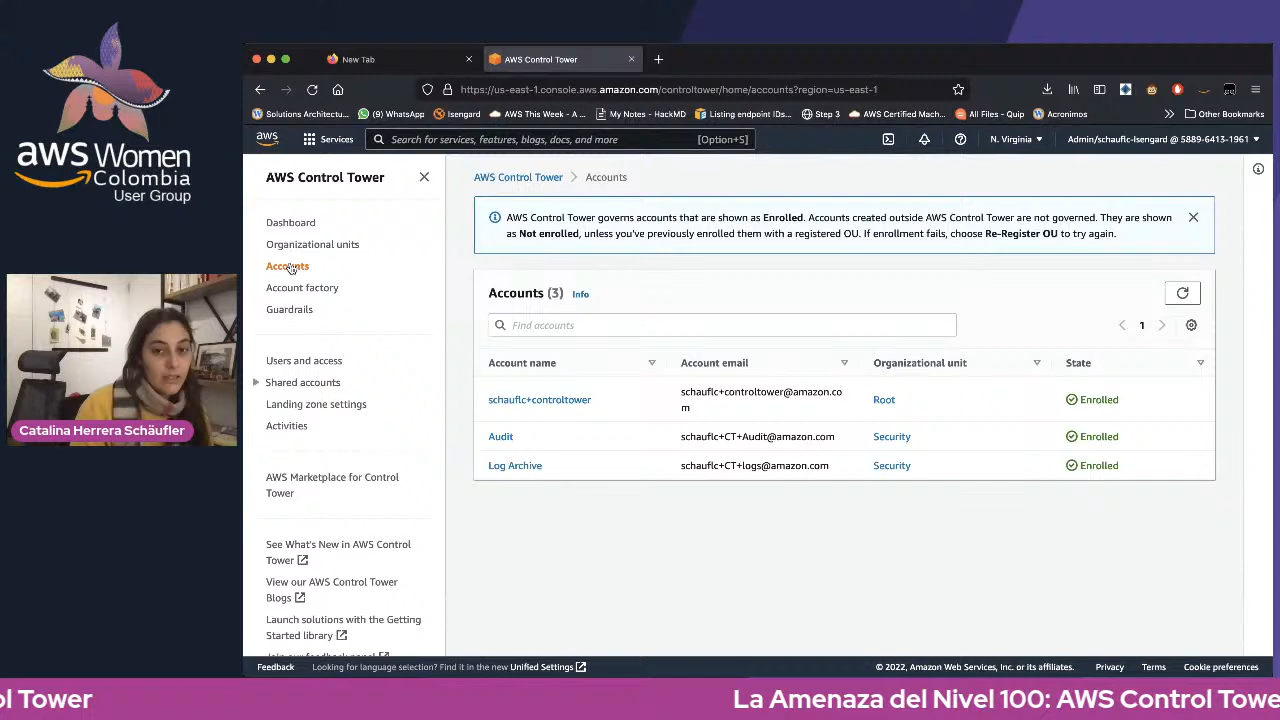 aws Women
Colombia
User Group
Catalina Herrera Schäufler
New Tab
AWS Control Tower
https://us-east-1.console.aws.amazon.com/controltower/home/accounts?region=us-east-1
Solutions Architectu...
(9) WhatsApp
Isengard
AWS This Week - A ...
My Notes - HackMD
Listing endpoint IDs...
Step 3
AWS Certified Mach...
All Files - Quip
Acronimos
Other Bookmarks
aws
Services
Search for services, features, blogs, docs, and more
[Option+S]
N. Virginia
Admin/schauflc-Isengard @ 5889-6413-1961
AWS Control Tower
Dashboard
Organizational units
Accounts
Account factory
Guardrails
Users and access
Shared accounts
Landing zone settings
Activities
AWS Marketplace for Control
Tower
See What's New in AWS Control
Tower
View our AWS Control Tower
Blogs
Launch solutions with the Getting
Started library
AWS Control Tower > Accounts
AWS Control Tower governs accounts that are shown as Enrolled. Accounts created outside AWS Control Tower are not governed. They are shown
as Not enrolled, unless you've previously enrolled them with a registered OU. If enrollment fails, choose Re-Register OU to try again.
Accounts (3) Info
Find accounts
1
Account name
Account email
Organizational unit
State
schauflc+controltower
schauflc+controltower@amazon.co
m
Root
Enrolled
Audit
schauflc+CT+Audit@amazon.com
Security
Enrolled
Log Archive
schauflc+CT+logs@amazon.com
Security
Enrolled
Feedback
Looking for language selection? Find it in the new Unified Settings
© 2022, Amazon Web Services, Inc. or its affiliates.
Privacy
Terms
Cookie preferences
ol Tower
La Amenaza del Nivel 100: AWS Control Towe